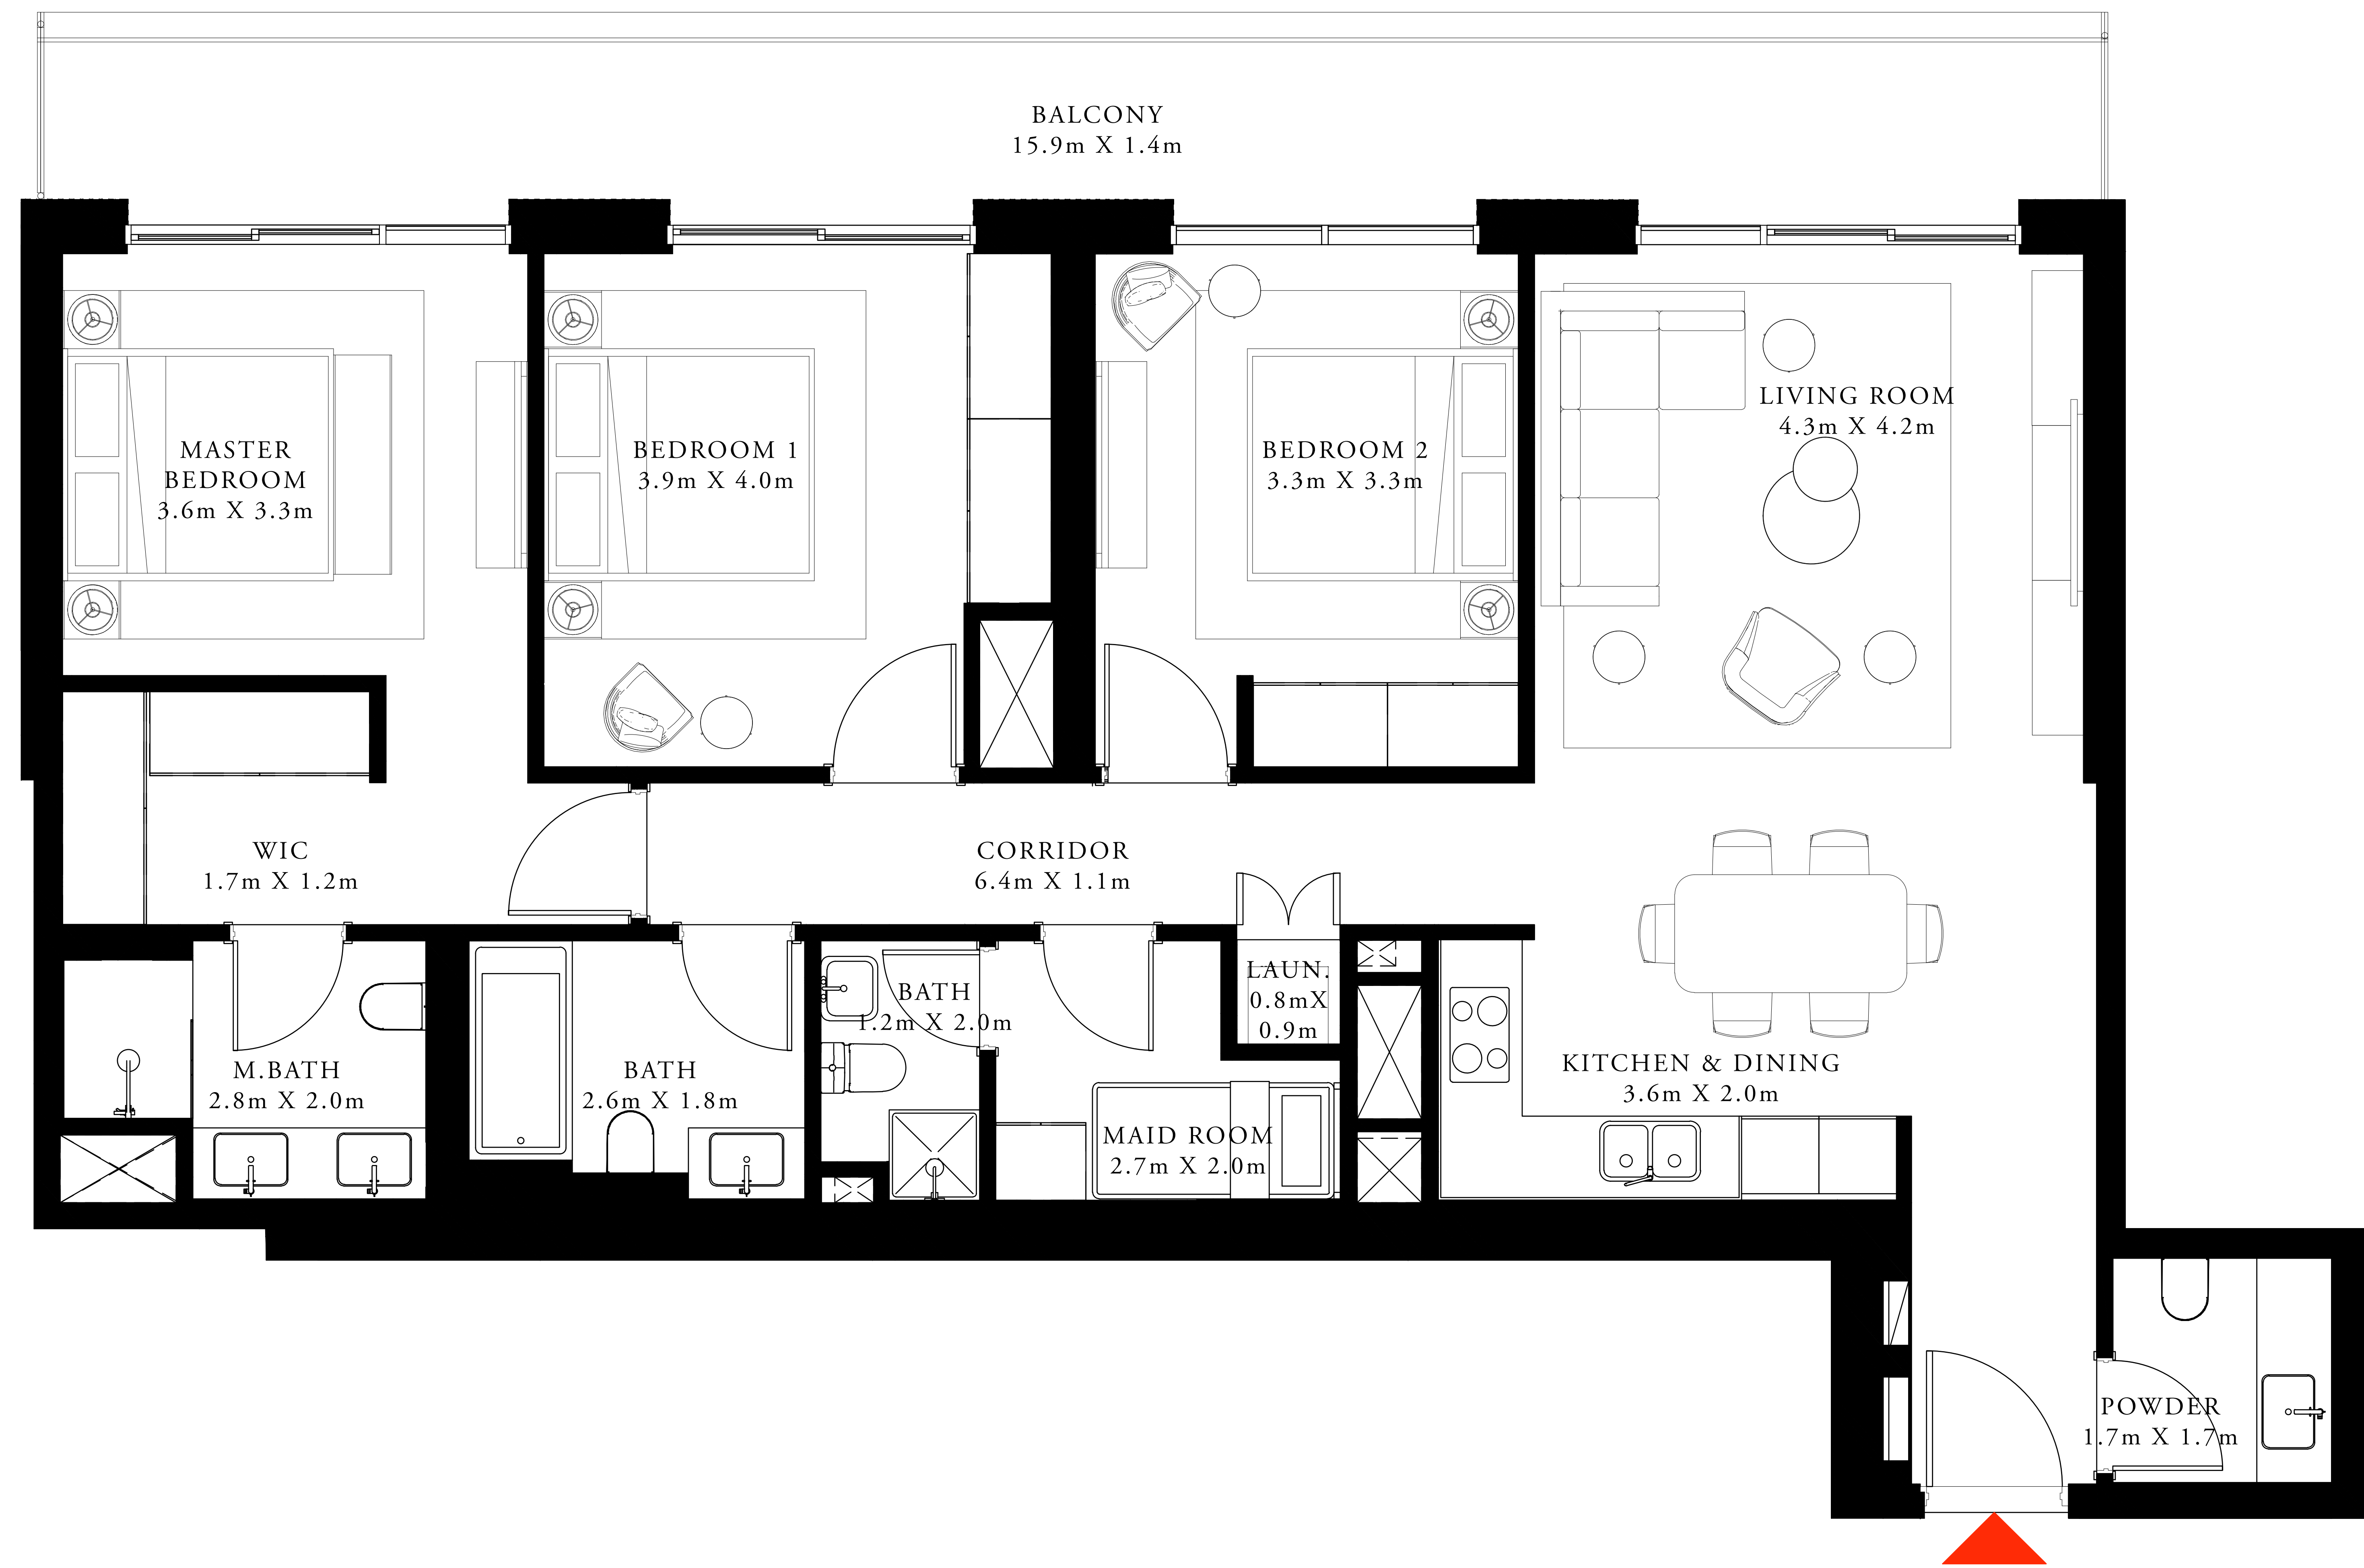 BALCONY
15.9m X 1.4m
LIVING ROOM
4.3m X 4.2m
MASTER
BEDROOM
3.6m X 3.3m
BEDROOM 1
3.9m X 4.0m
BEDROOM 2
3.3m X 3.3m
WIC
1.7m X 1.2m
CORRIDOR
6.4m X 1.1m
LAUN.
0.8mX
0.9m
BATH
1.2m X 2.0m
M.BATH
2.8m X 2.0m
BATH
2.6m X 1.8m
KITCHEN & DINING
3.6m X 2.0m
MAID ROOM
2.7m X 2.0m
POWDER
1.7m X 1.7m